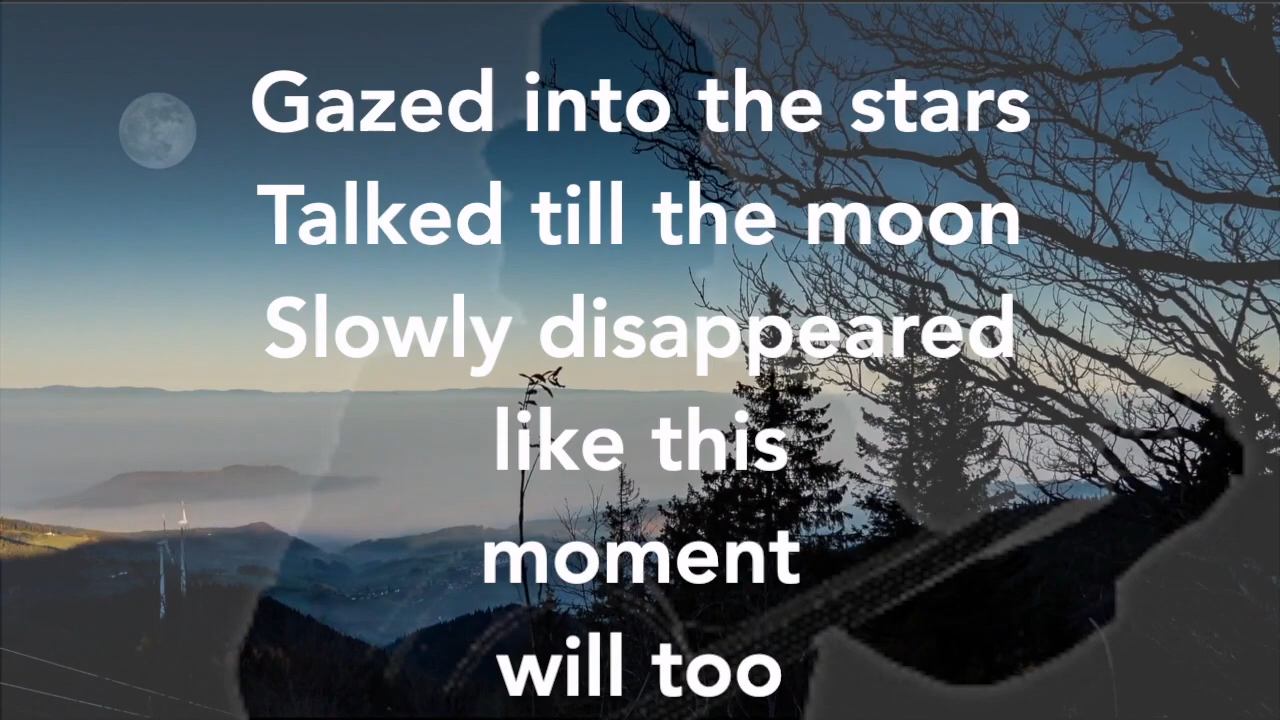 Gazed into the stars
Talked till the moon
Slowly disappeared
like this
moment
will too